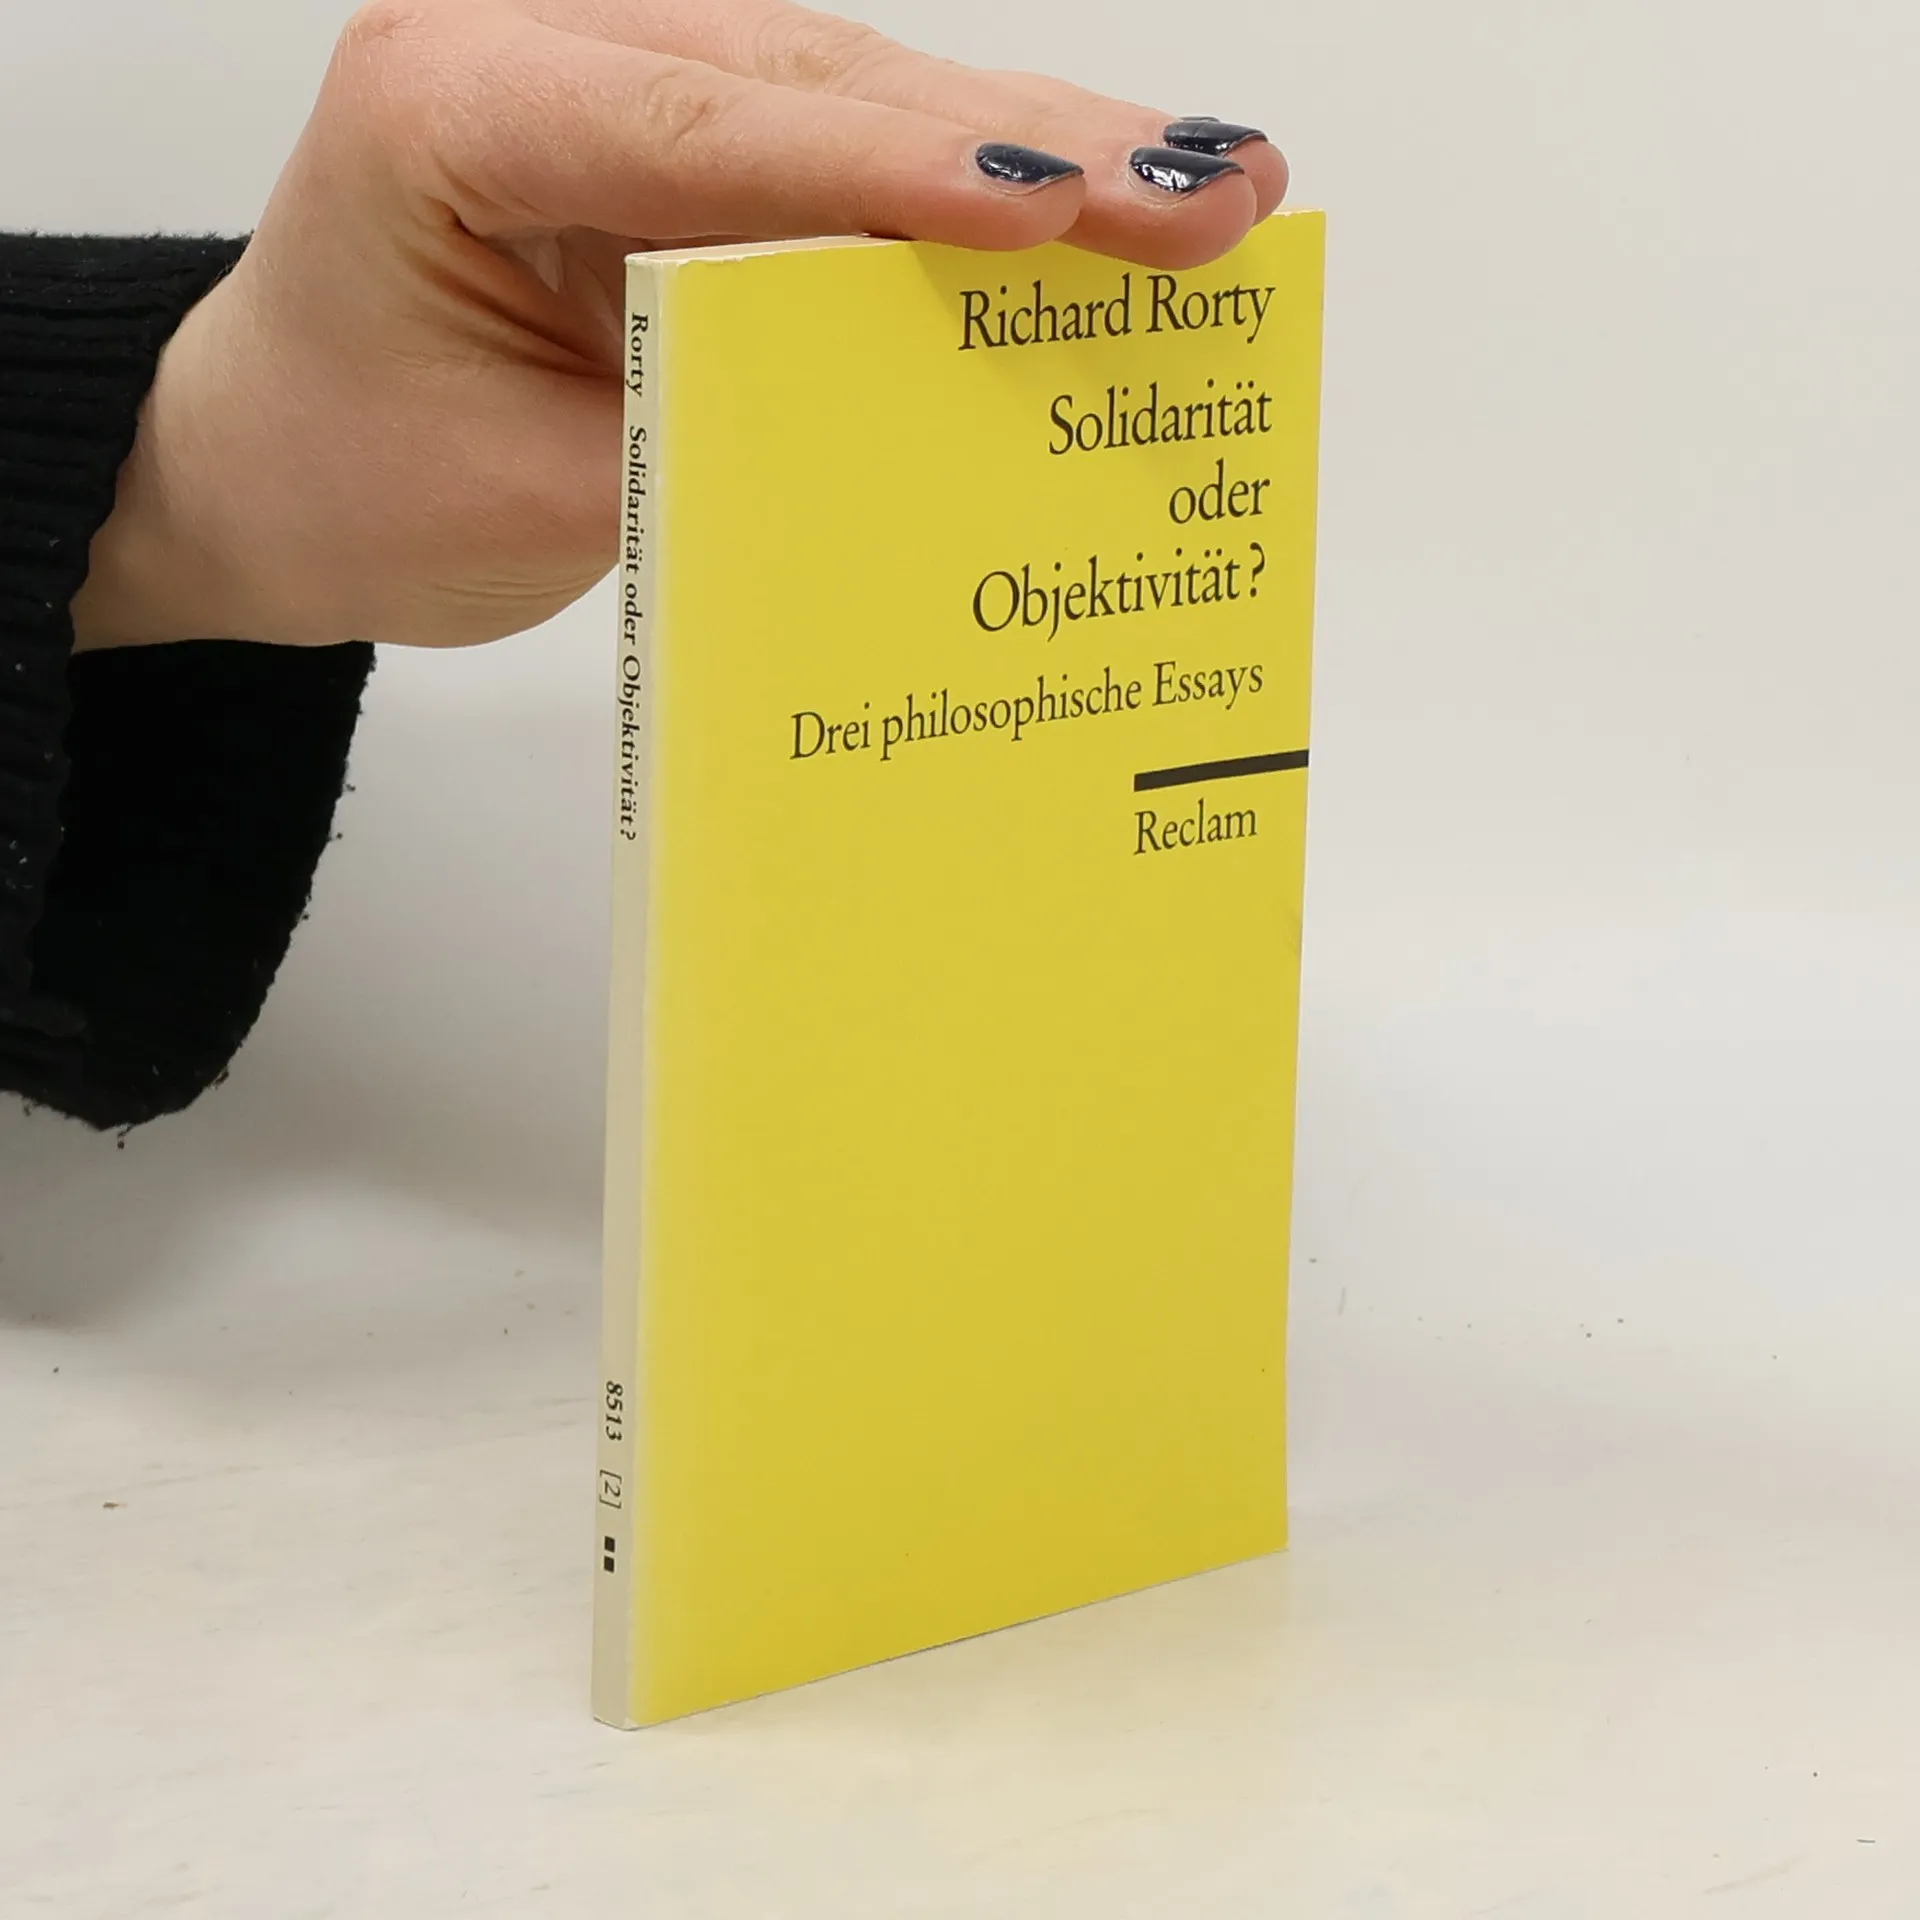 Richard Rorty
Solidarität
oder
Objektivität?
Drei philosophische Essays
Reclam
Rorty Solidarität oder Objektivität?
8513 [2]